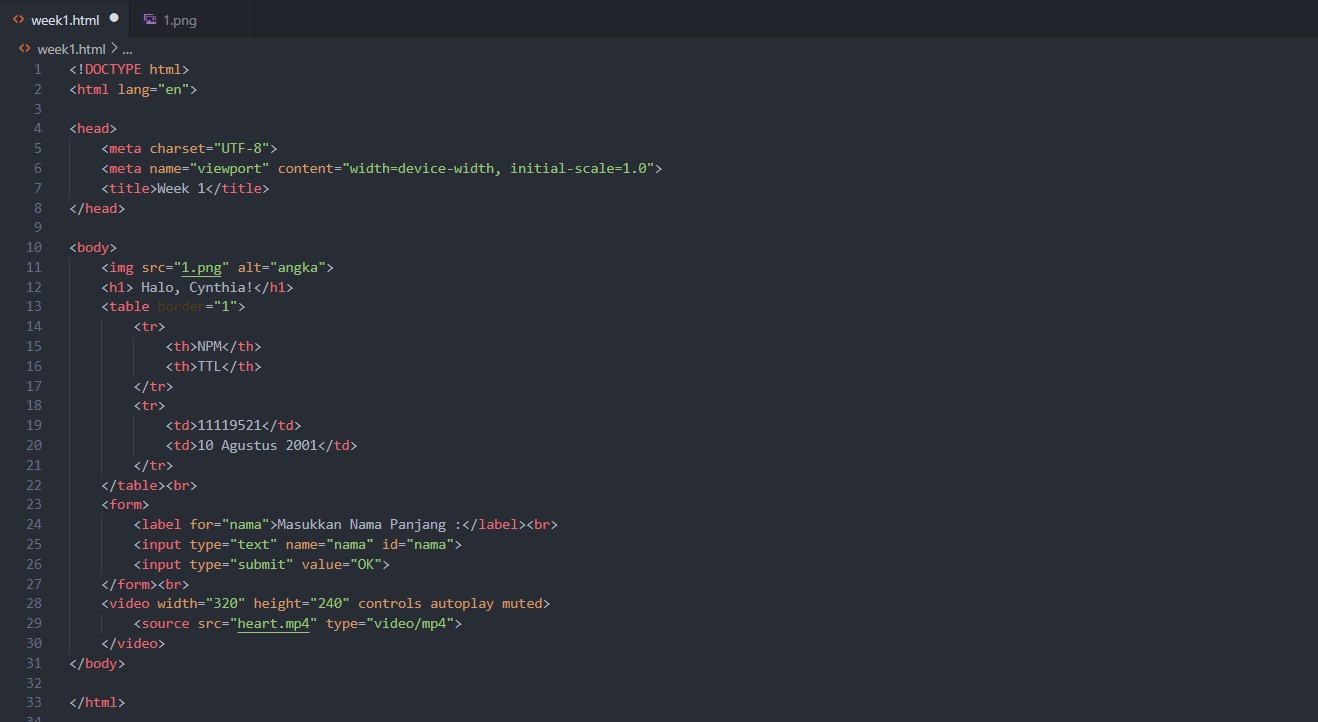 week1.html
1.png
week1.html > ...
1 <!DOCTYPE html>
2 <html lang="en">
3
4 <head>
5     <meta charset="UTF-8">
6     <meta name="viewport" content="width=device-width, initial-scale=1.0">
7     <title>Week 1</title>
8 </head>
9
10 <body>
11     <img src="1.png" alt="angka">
12     <h1> Halo, Cynthia!</h1>
13     <table border="1">
14         <tr>
15             <th>NPM</th>
16             <th>TTL</th>
17         </tr>
18         <tr>
19             <td>11119521</td>
20             <td>10 Agustus 2001</td>
21         </tr>
22     </table><br>
23     <form>
24         <label for="nama">Masukkan Nama Panjang :</label><br>
25         <input type="text" name="nama" id="nama">
26         <input type="submit" value="OK">
27     </form><br>
28     <video width="320" height="240" controls autoplay muted>
29         <source src="heart.mp4" type="video/mp4">
30     </video>
31 </body>
32
33 </html>
34